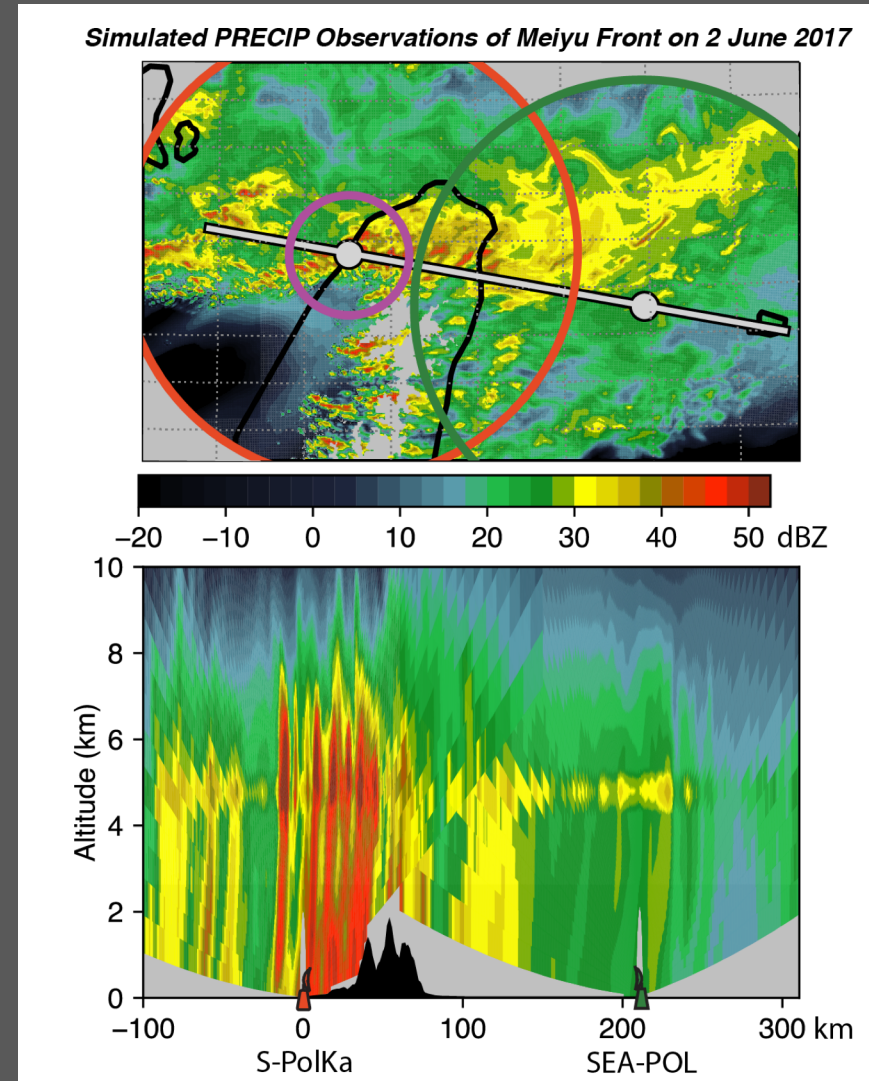 Simulated PRECIP Observations of Meiyu Front on 2 June 2017
−20 −10 0 10 20 30 40 50 dBZ
10
8
6
4
2
0
Altitude (km)
−100 0 100 200 300 km
S-PolKa SEA-POL